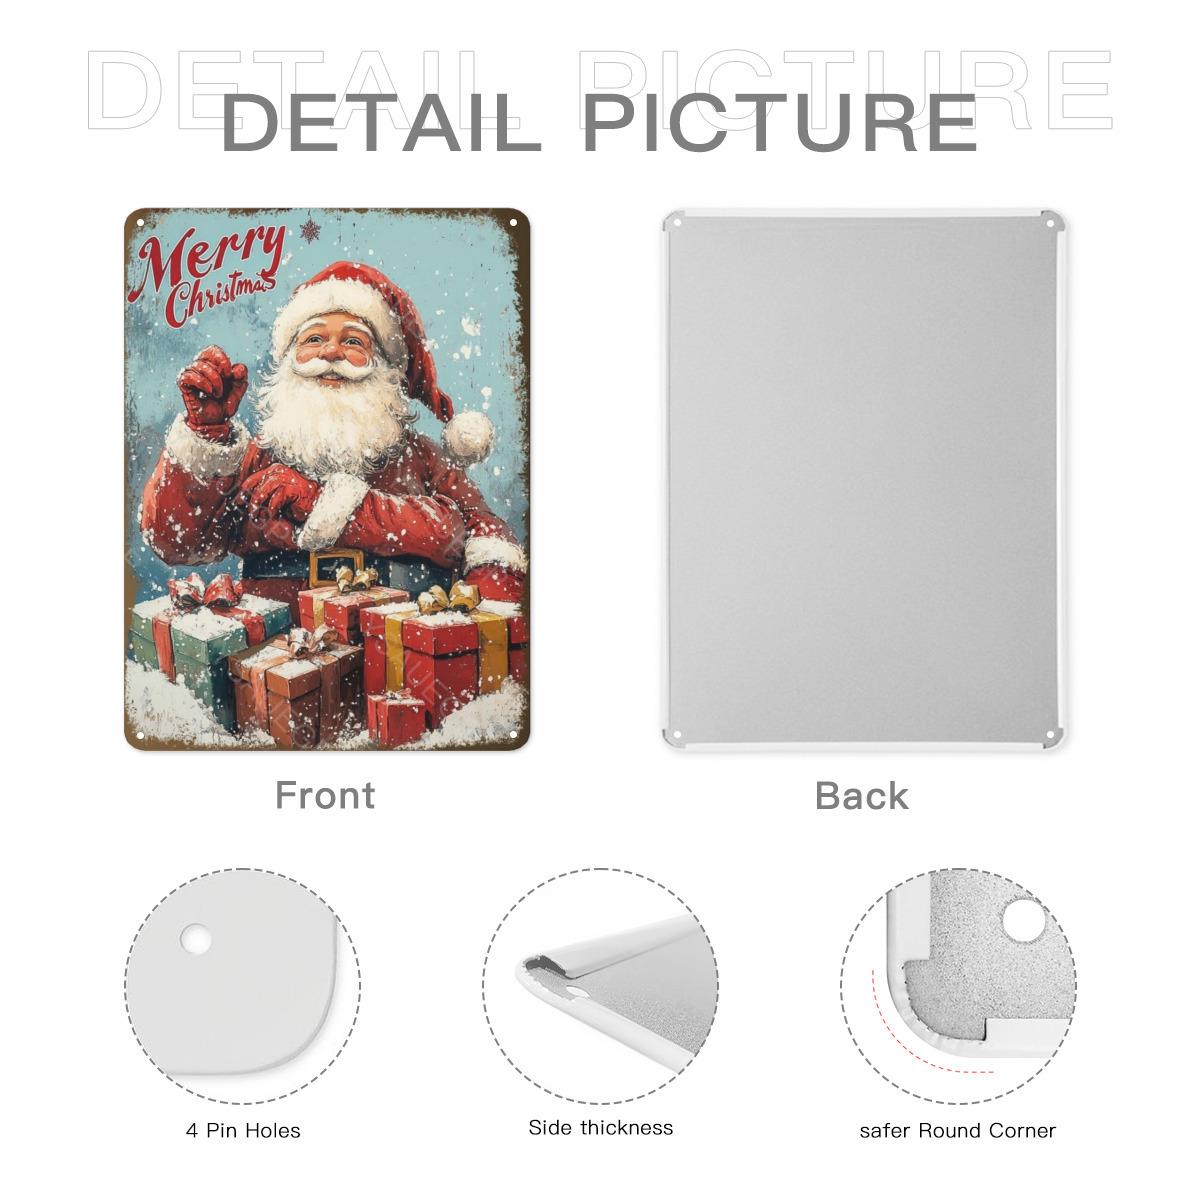 DETAIL PICTURE
DETAIL PICTURE
Merry
Christmas
Front
Back
4 Pin Holes
Side thickness
safer Round Corner